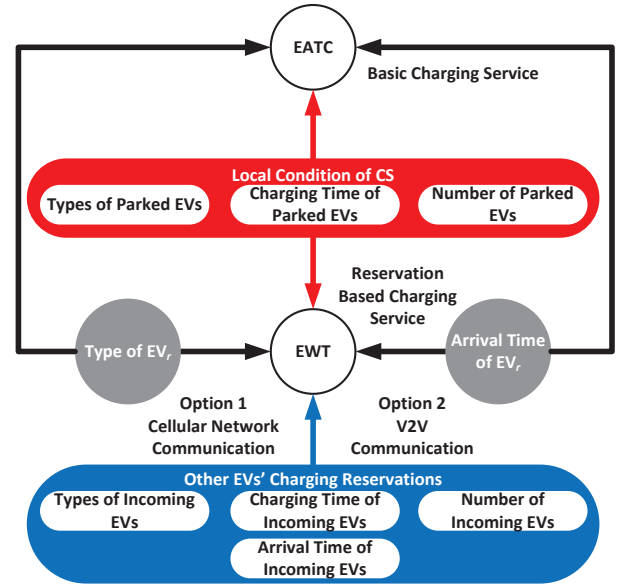 EATC
Basic Charging Service
Local Condition of CS
Types of Parked EVs
Charging Time of
Parked EVs
Number of Parked
EVs
Reservation
Based Charging
Service
Type of EVr
EWT
Arrival Time
of EVr
Option 1
Cellular Network
Communication
Option 2
V2V
Communication
Other EVs’ Charging Reservations
Types of Incoming
EVs
Charging Time of
Incoming EVs
Number of
Incoming EVs
Arrival Time of
Incoming EVs